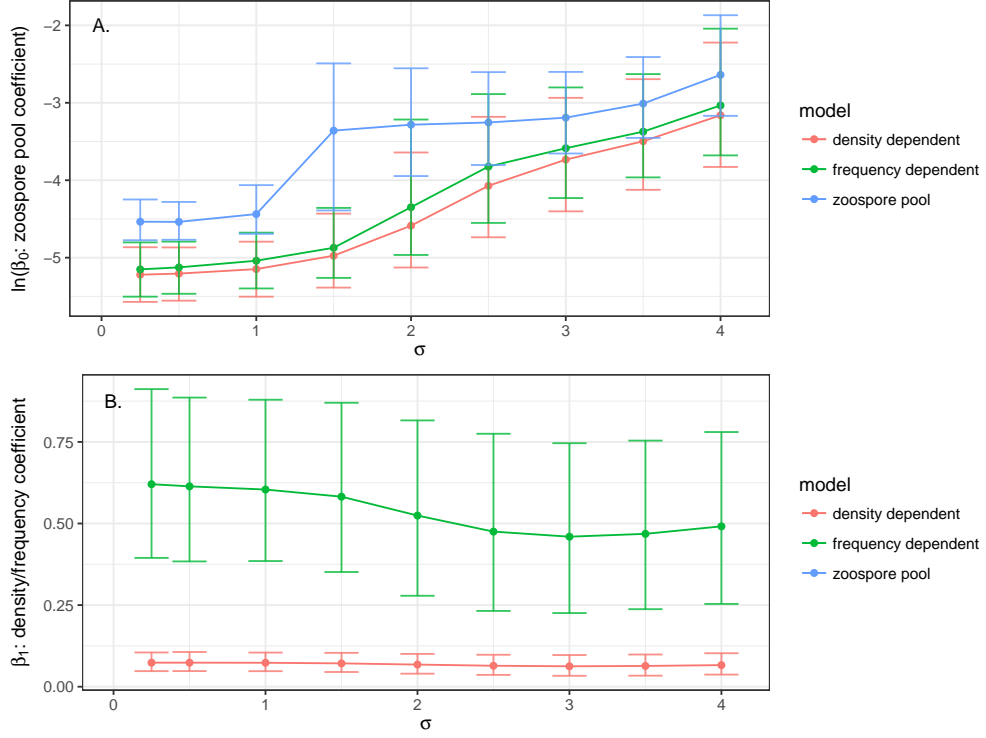 A.
−2
−3
−4
−5
ln(β0: zoospore pool coefficient)
0 1 2 3 4
σ
model
density dependent
frequency dependent
zoospore pool
B.
0.75
0.50
0.25
0.00
β1: density/frequency coefficient
0 1 2 3 4
σ
model
density dependent
frequency dependent
zoospore pool